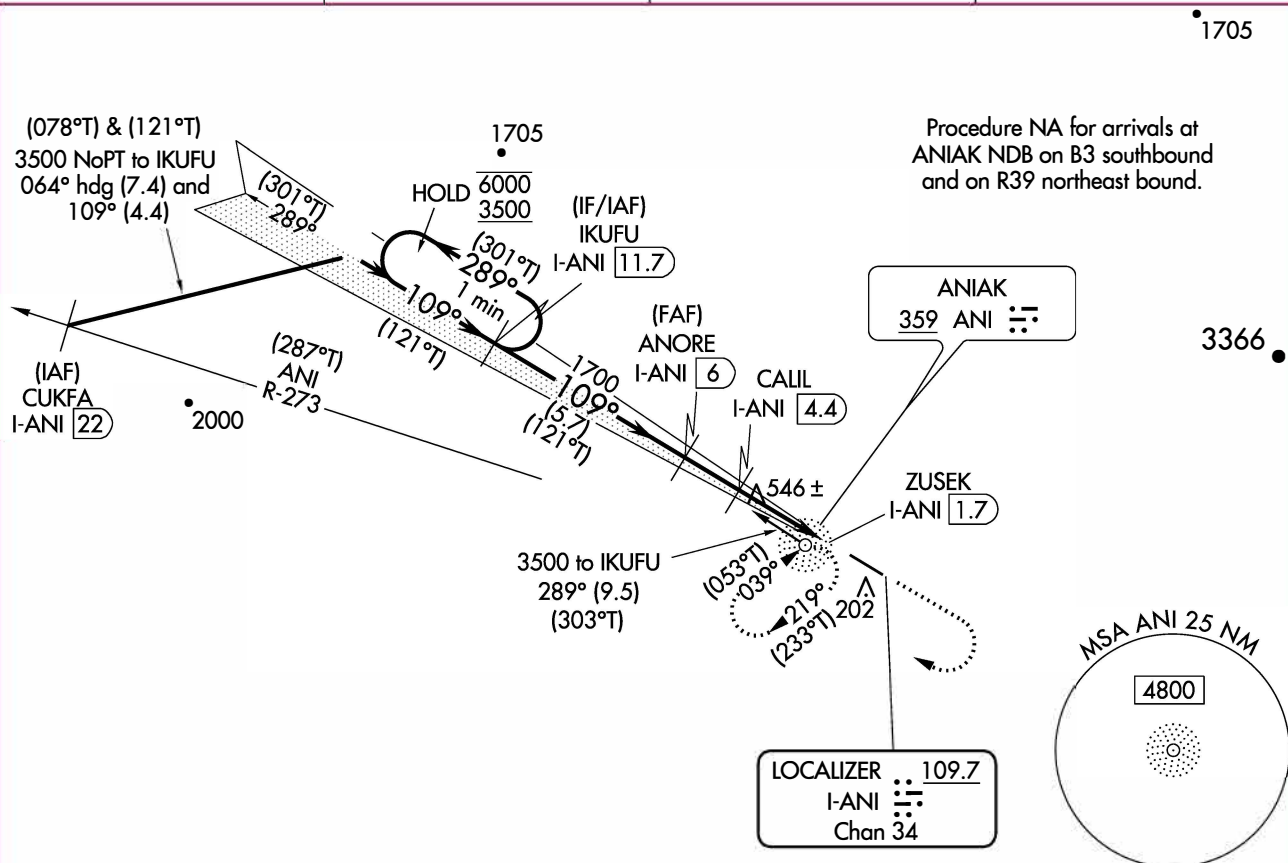 1705
(078°T) & (121°T)
3500 NoPT to IKUFU
064° hdg (7.4) and
109° (4.4)
1705
Procedure NA for arrivals at
ANIAK NDB on B3 southbound
and on R39 northeast bound.
(301°T)
289°
HOLD
6000
3500
(IF/IAF)
IKUFU
I-ANI 11.7
(301°T)
289°
1 min
109°
(121°T)
ANIAK
359 ANI
(FAF)
ANORE
I-ANI 6
3366
(287°T)
ANI
R-273
(IAF)
CUKFA
I-ANI 22
2000
1700
109°
(5.7)
(121°T)
CALIL
I-ANI 4.4
546 ±
ZUSEK
I-ANI 1.7
3500 to IKUFU
289° (9.5)
(303°T)
(053°T)
039°
219°
(233°T)
202
MSA ANI 25 NM
4800
LOCALIZER 109.7
I-ANI
Chan 34